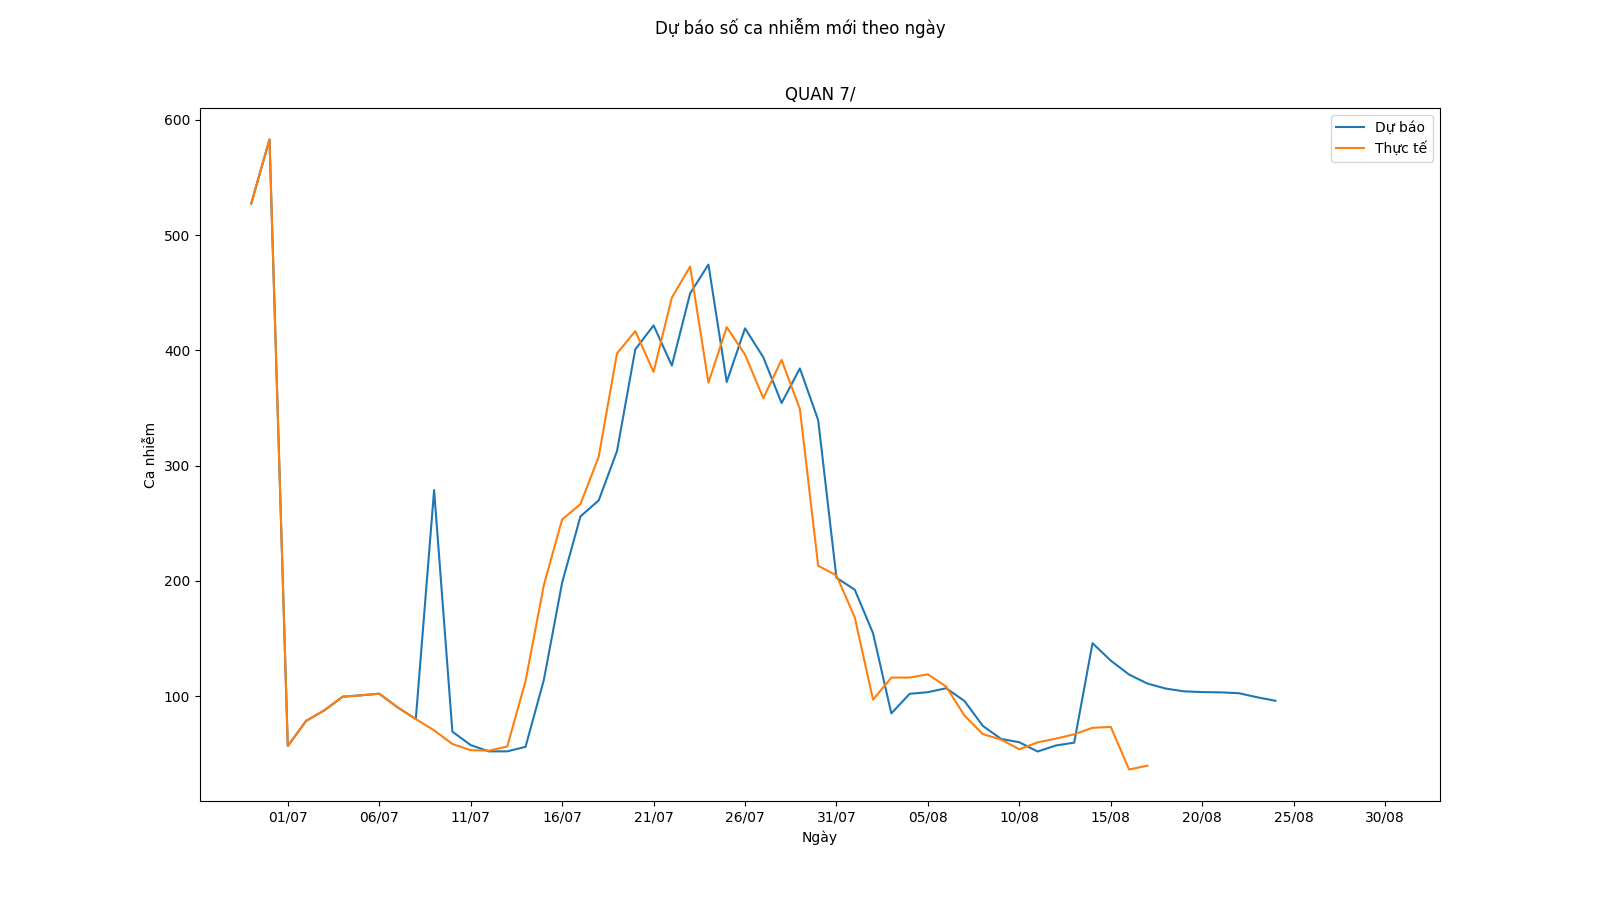 Dự báo số ca nhiễm mới theo ngày
QUAN 7/
600
500
400
300
200
100
Ca nhiễm
Dự báo
Thực tế
01/07 06/07 11/07 16/07 21/07 26/07 31/07 05/08 10/08 15/08 20/08 25/08 30/08
Ngày